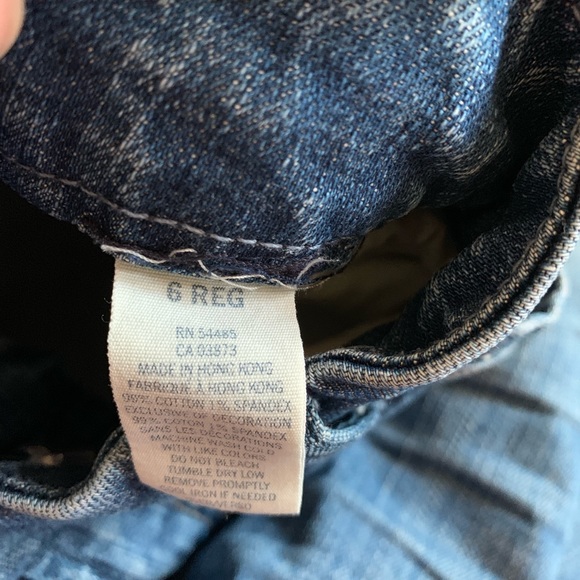 6 REG
RN 54485
CA 03873
MADE IN HONG KONG
FABRIQUÉ À HONG KONG
99% COTTON 1% SPANDEX
EXCLUSIVE OF DECORATION
99% COTON 1% SPANDEX
SANS LES DÉCORATIONS
MACHINE WASH COLD
WITH LIKE COLORS
DO NOT BLEACH
TUMBLE DRY LOW
REMOVE PROMPTLY
COOL IRON IF NEEDED